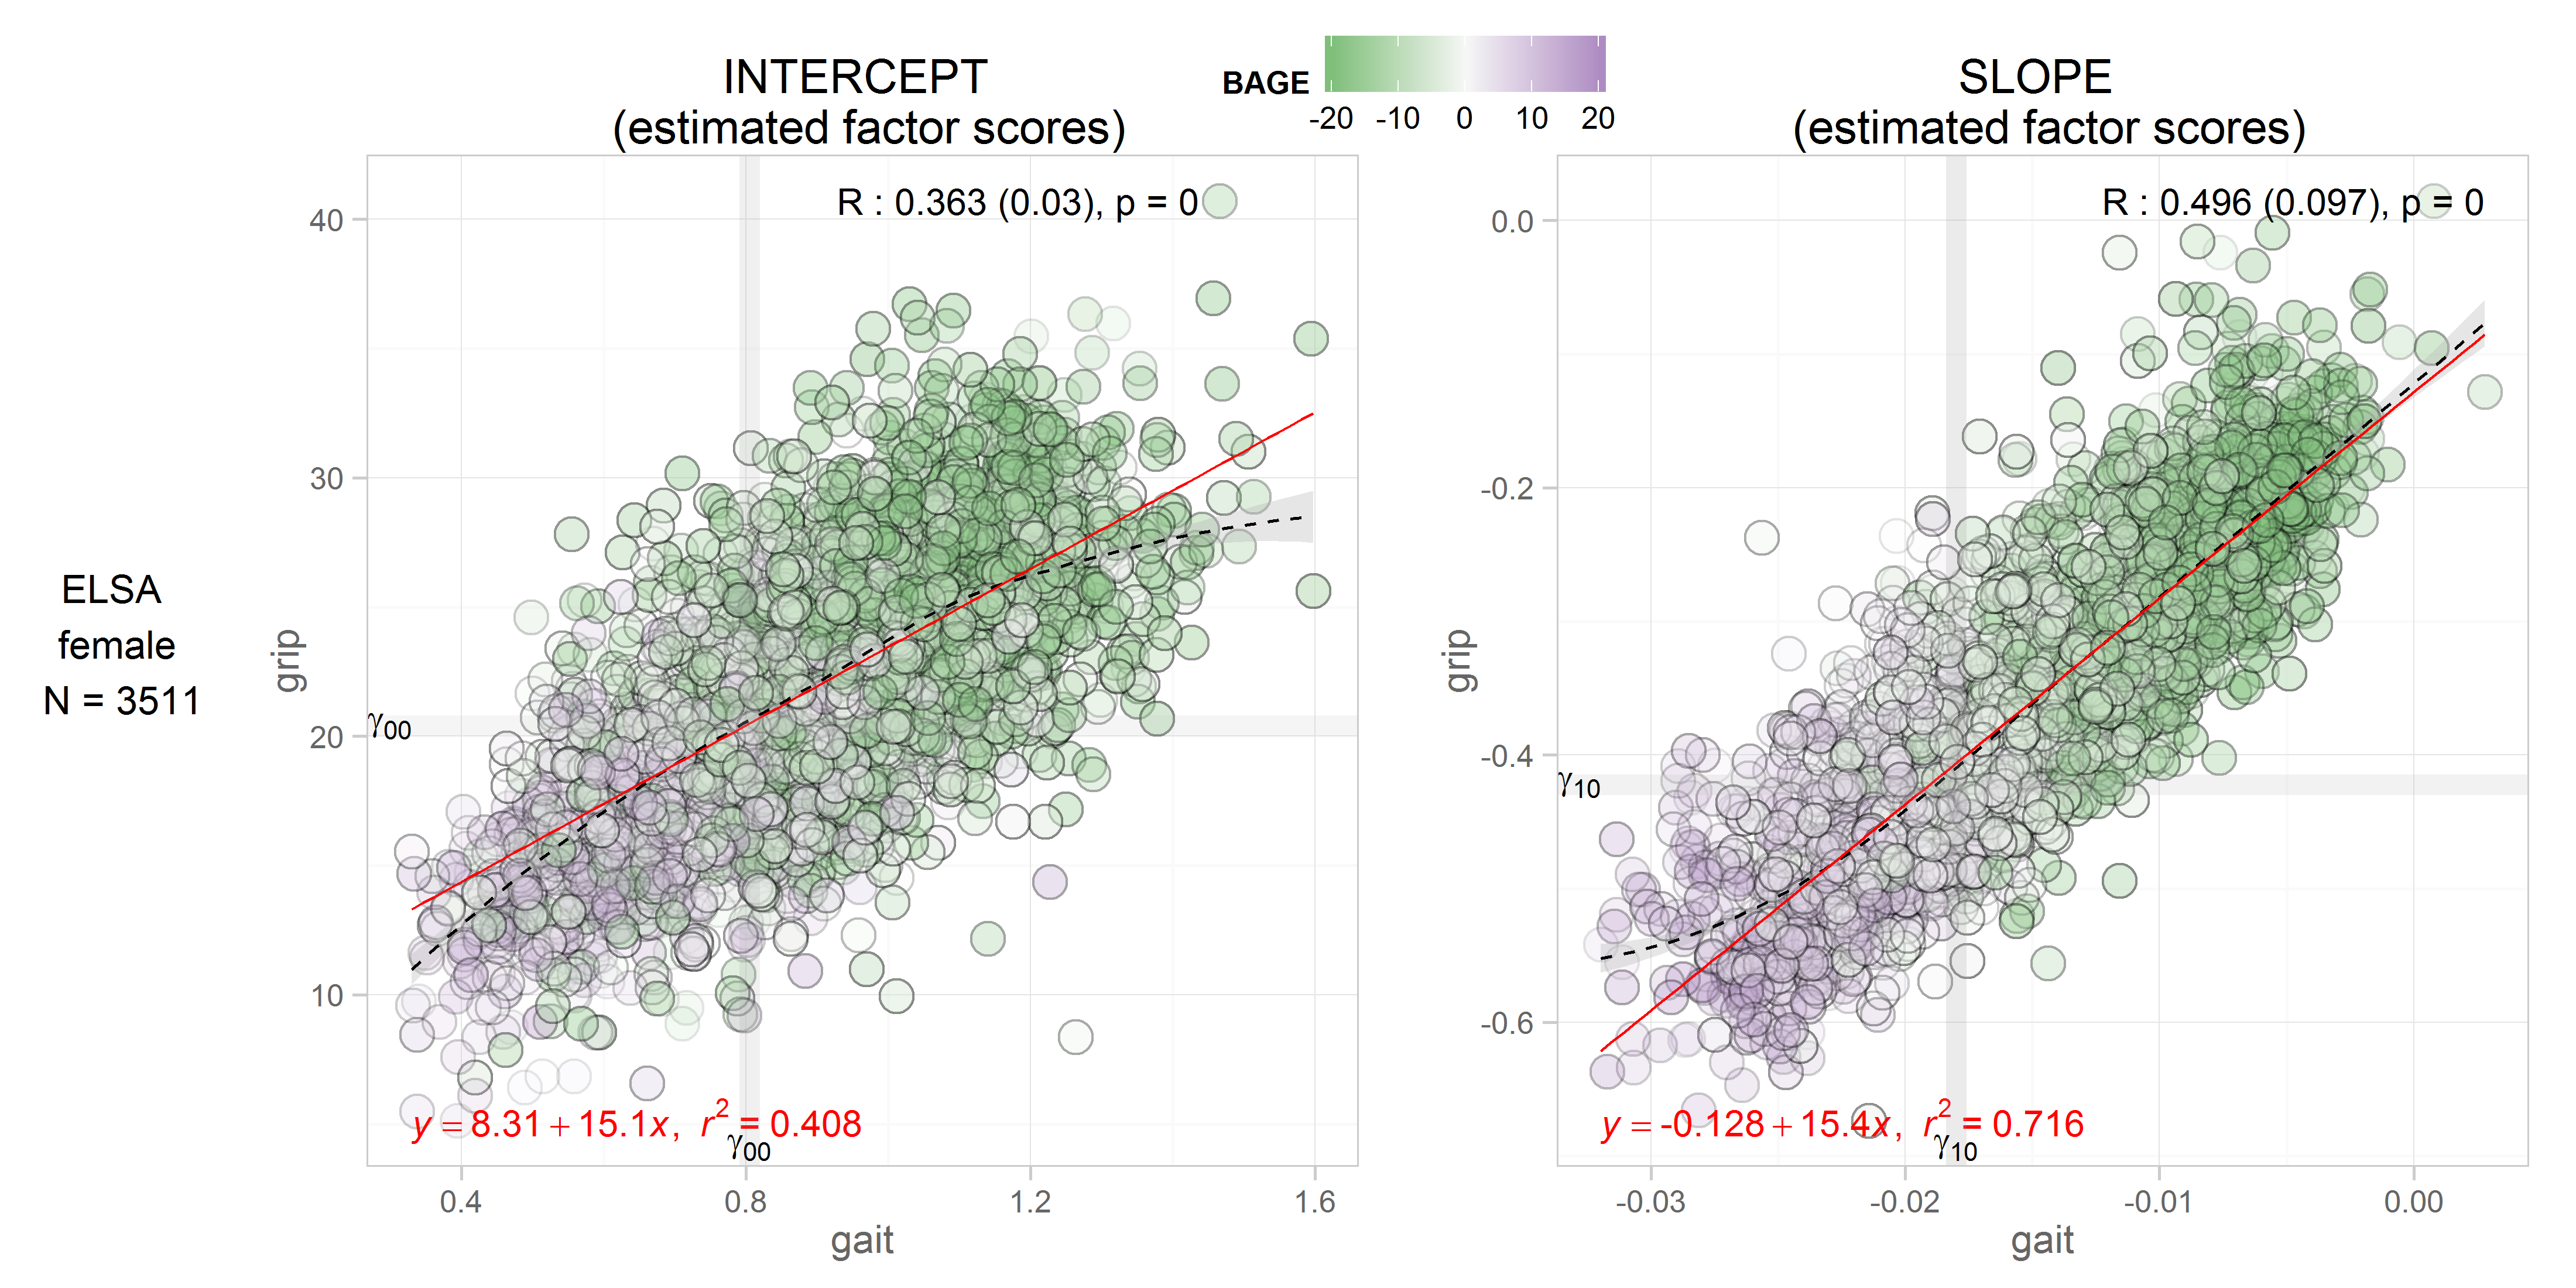 BAGE
-20 -10 0 10 20
INTERCEPT
(estimated factor scores)
SLOPE
(estimated factor scores)
ELSA
female
N = 3511
R : 0.363 (0.03), p = 0
40
30
20
10
grip
γ00
y = 8.31 + 15.1x, r2 = 0.408
γ00
0.4 0.8 1.2 1.6
gait
R : 0.496 (0.097), p = 0
0.0
-0.2
-0.4
-0.6
grip
γ10
y = -0.128 + 15.4x, r2 = 0.716
γ10
-0.03 -0.02 -0.01 0.00
gait